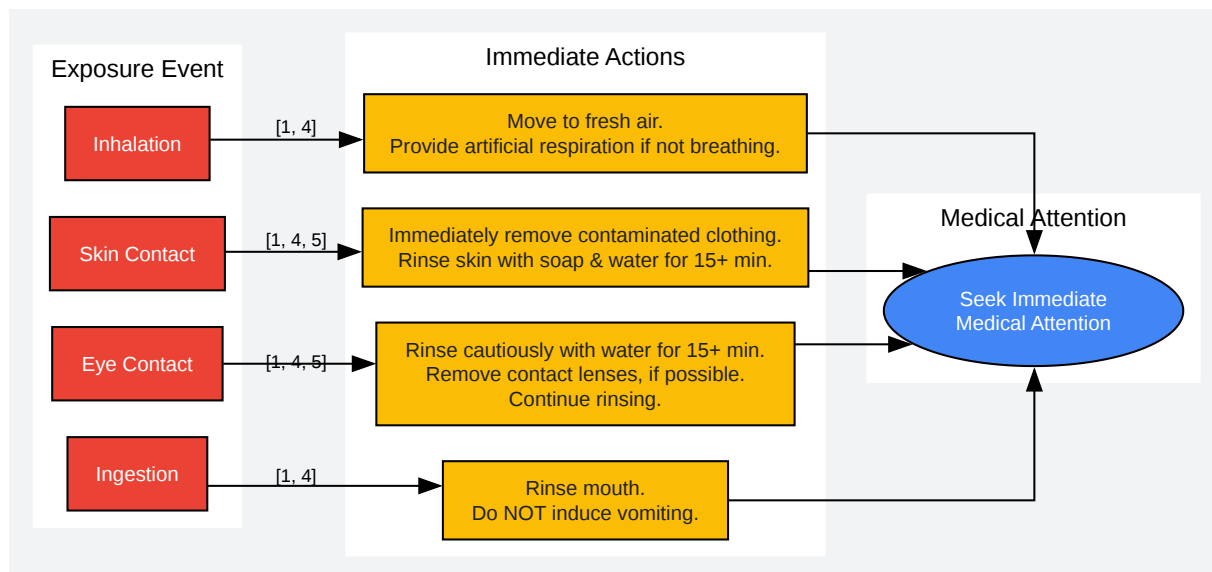 Exposure Event
Immediate Actions
Inhalation
[1, 4]
Move to fresh air.
Provide artificial respiration if not breathing.
Skin Contact
[1, 4, 5]
Immediately remove contaminated clothing.
Rinse skin with soap & water for 15+ min.
Medical Attention
Seek Immediate
Medical Attention
Eye Contact
[1, 4, 5]
Rinse cautiously with water for 15+ min.
Remove contact lenses, if possible.
Continue rinsing.
Ingestion
[1, 4]
Rinse mouth.
Do NOT induce vomiting.